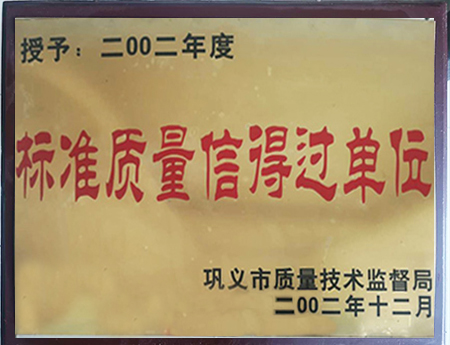 授予：二00二年度
标准质量信得过单位
巩义市质量技术监督局
二00二年十二月